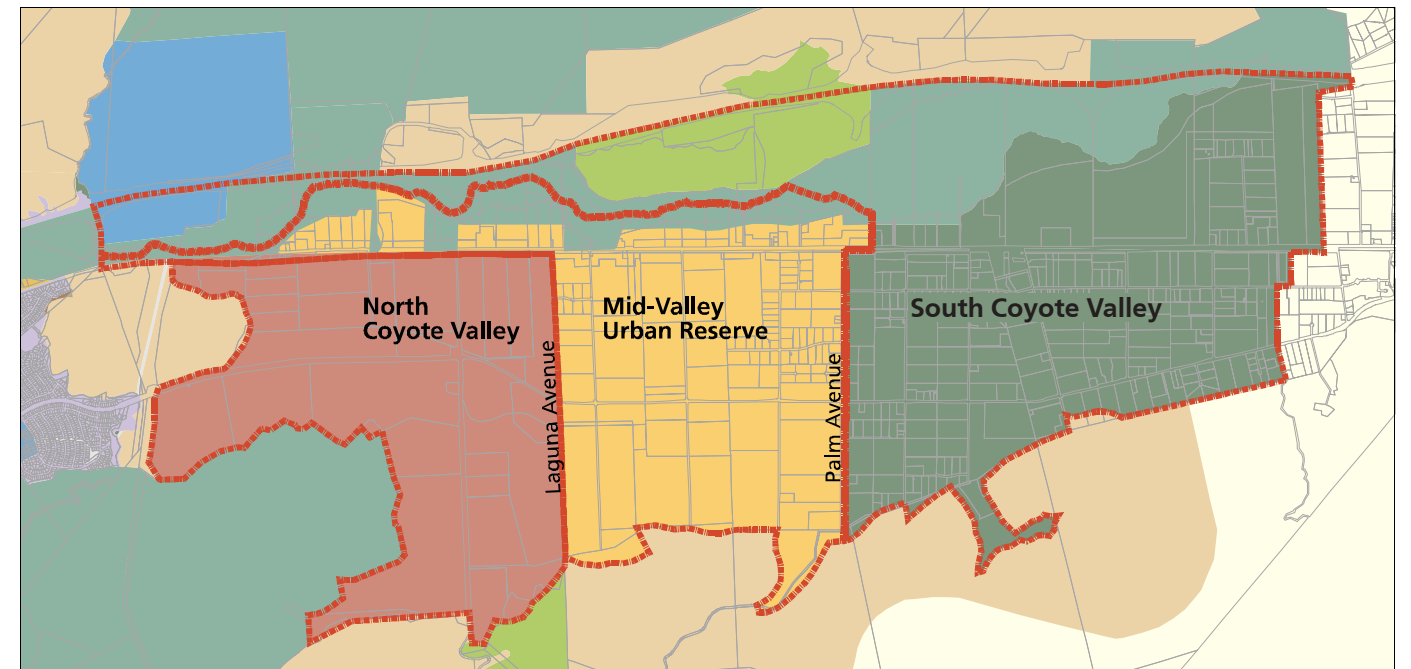 North
Coyote Valley
Mid-Valley
Urban Reserve
South Coyote Valley
Laguna Avenue
Palm Avenue